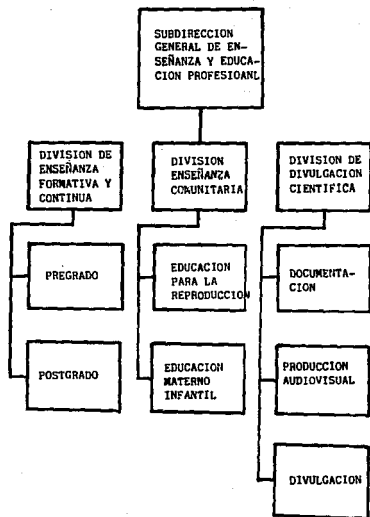 SUBDIRECCION
GENERAL DE EN-
SEÑANZA Y EDUCA-
CION PROFESIOANL
DIVISION DE
ENSEÑANZA
FORMATIVA Y
CONTINUA
DIVISION
ENSEÑANZA
COMUNITARIA
DIVISION DE
DIVULGACION
CIENTIFICA
PREGRADO
EDUCACION
PARA LA
REPRODUCCION
DOCUMENTA-
CION
POSTGRADO
EDUCACION
MATERNO
INFANTIL
PRODUCCION
AUDIOVISUAL
DIVULGACION